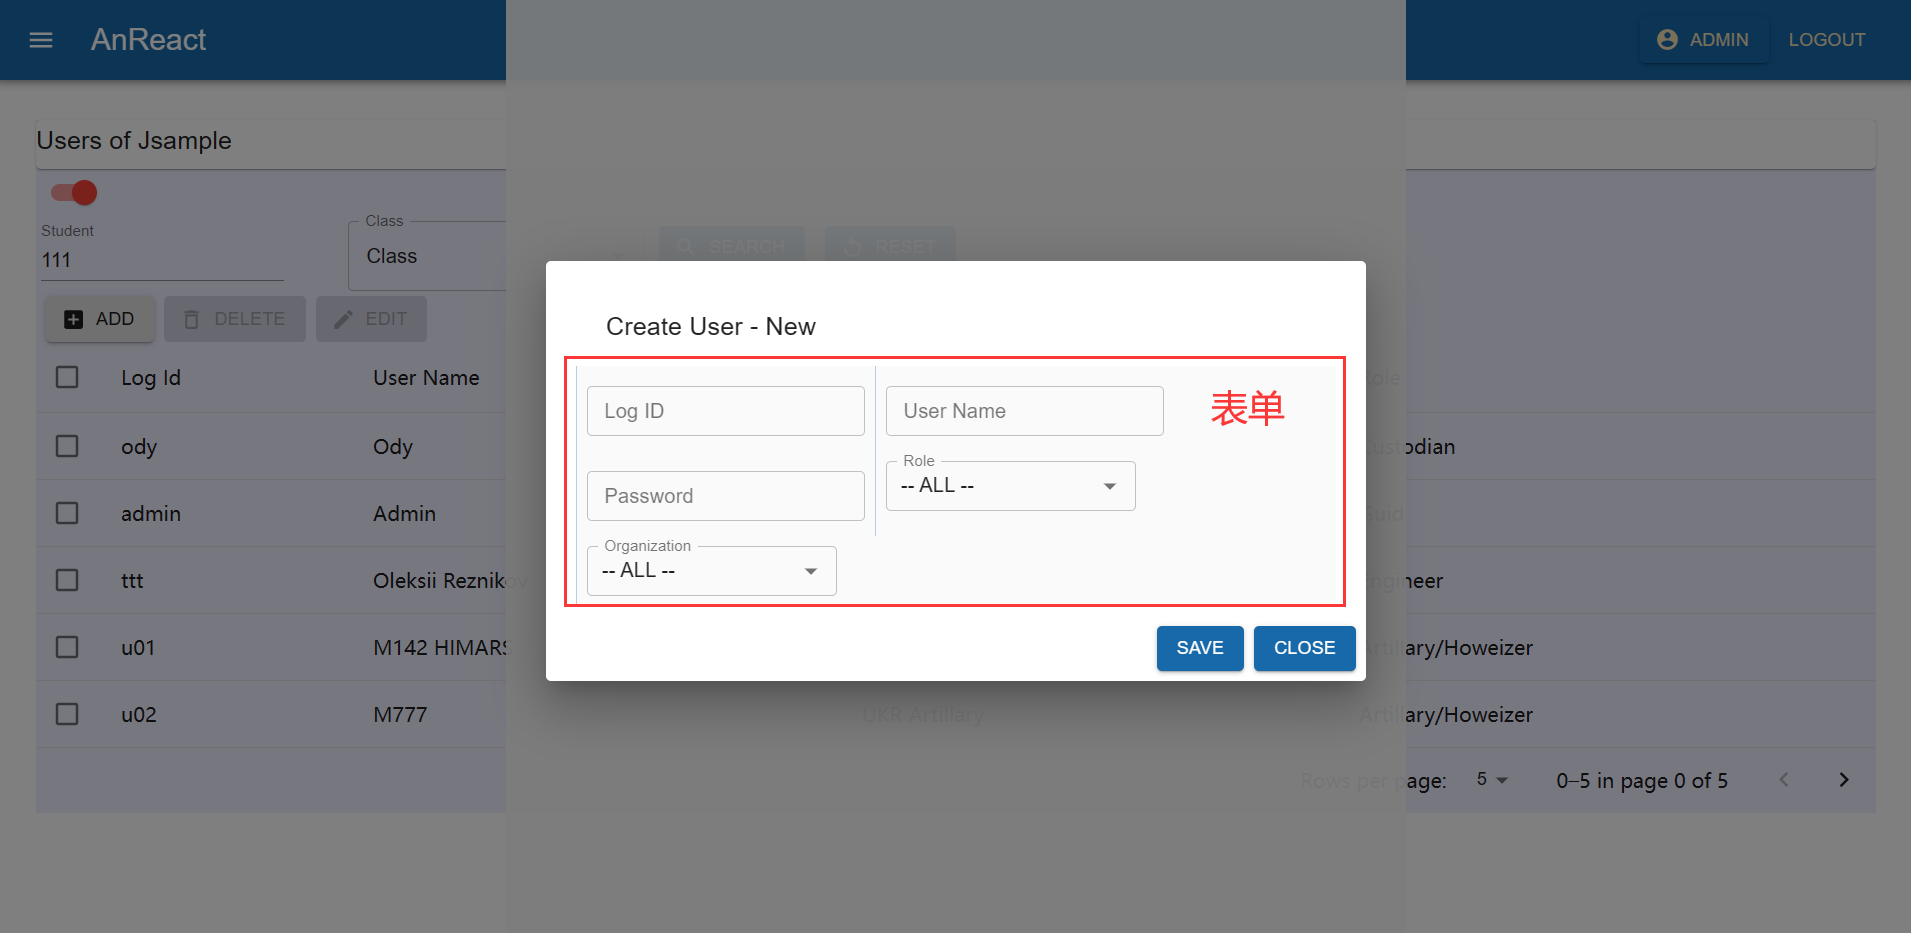 AnReact
ADMIN
LOGOUT
Users of Jsample
Student
111
Class
Class
SEARCH
RESET
ADD
DELETE
EDIT
Log Id
User Name
Role
ody
Ody
Custodian
admin
Admin
ttt
Oleksii Reznikov
Engineer
u01
M142 HIMARS
Artillary/Howeizer
u02
M777
UKR Artillary
Artillary/Howeizer
Rows per page:
5
0–5 in page 0 of 5
Create User - New
Log ID
User Name
表单
Password
Role
-- ALL --
Organization
-- ALL --
SAVE
CLOSE